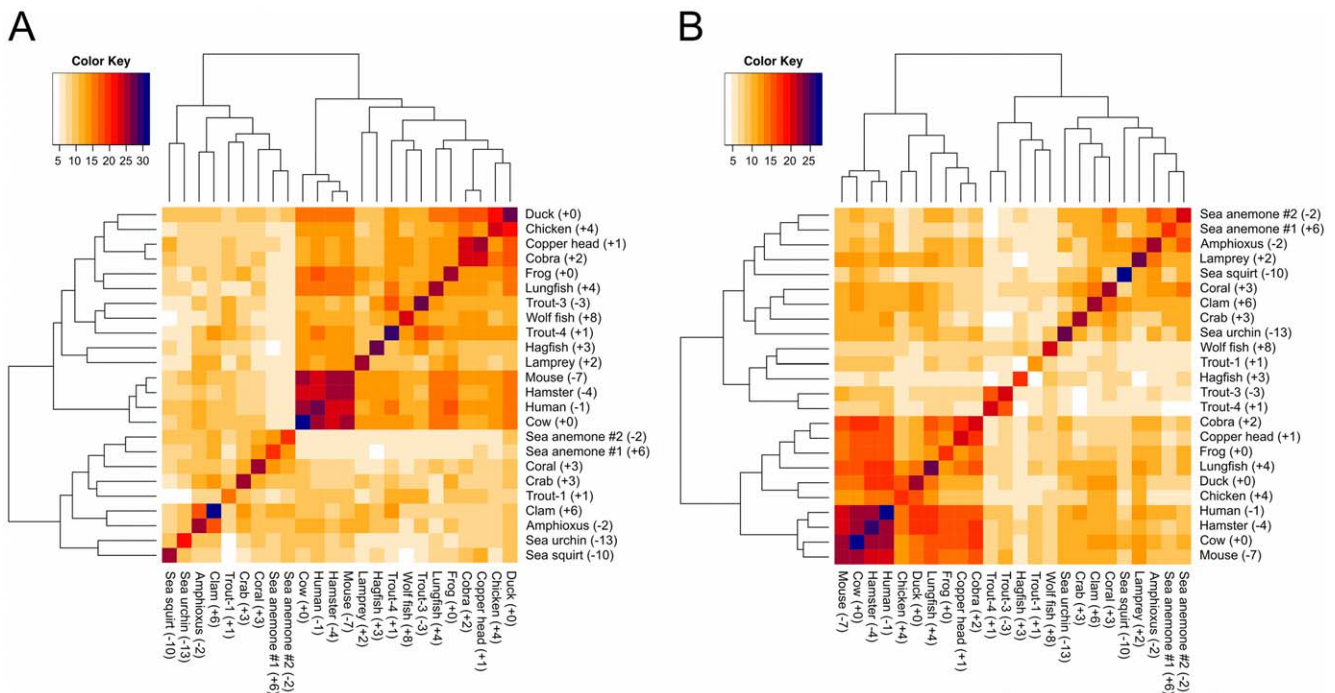 A
Color Key
5 10 15 20 25 30
Duck (+0)
Chicken (+4)
Copper head (+1)
Cobra (+2)
Frog (+0)
Lungfish (+4)
Trout-3 (-3)
Wolf fish (+8)
Trout-4 (+1)
Hagfish (+3)
Lamprey (+2)
Mouse (-7)
Hamster (-4)
Human (-1)
Cow (+0)
Sea anemone #2 (-2)
Sea anemone #1 (+6)
Coral (+3)
Crab (+3)
Trout-1 (+1)
Clam (+6)
Amphioxus (-2)
Sea urchin (-13)
Sea squirt (-10)
Sea squirt (-10)
Sea urchin (-13)
Amphioxus (-2)
Clam (+6)
Trout-1 (+1)
Crab (+3)
Coral (+3)
Sea anemone #1 (+6)
Sea anemone #2 (-2)
Cow (+0)
Human (-1)
Hamster (-4)
Mouse (-7)
Lamprey (+2)
Hagfish (+3)
Trout-4 (+1)
Wolf fish (+8)
Trout-3 (-3)
Lungfish (+4)
Frog (+0)
Cobra (+2)
Copper head (+1)
Chicken (+4)
Duck (+0)
B
Color Key
5 10 15 20 25
Sea anemone #2 (-2)
Sea anemone #1 (+6)
Amphioxus (-2)
Lamprey (+2)
Sea squirt (-10)
Coral (+3)
Clam (+6)
Crab (+3)
Sea urchin (-13)
Wolf fish (+8)
Trout-1 (+1)
Hagfish (+3)
Trout-3 (-3)
Trout-4 (+1)
Cobra (+2)
Copper head (+1)
Frog (+0)
Lungfish (+4)
Duck (+0)
Chicken (+4)
Human (-1)
Hamster (-4)
Cow (+0)
Mouse (-7)
Mouse (-7)
Cow (+0)
Hamster (-4)
Human (-1)
Chicken (+4)
Duck (+0)
Lungfish (+4)
Frog (+0)
Copper head (+1)
Cobra (+2)
Trout-4 (+1)
Trout-3 (-3)
Hagfish (+3)
Trout-1 (+1)
Wolf fish (+8)
Sea urchin (-13)
Crab (+3)
Clam (+6)
Coral (+3)
Sea squirt (-10)
Lamprey (+2)
Amphioxus (-2)
Sea anemone #1 (+6)
Sea anemone #2 (-2)